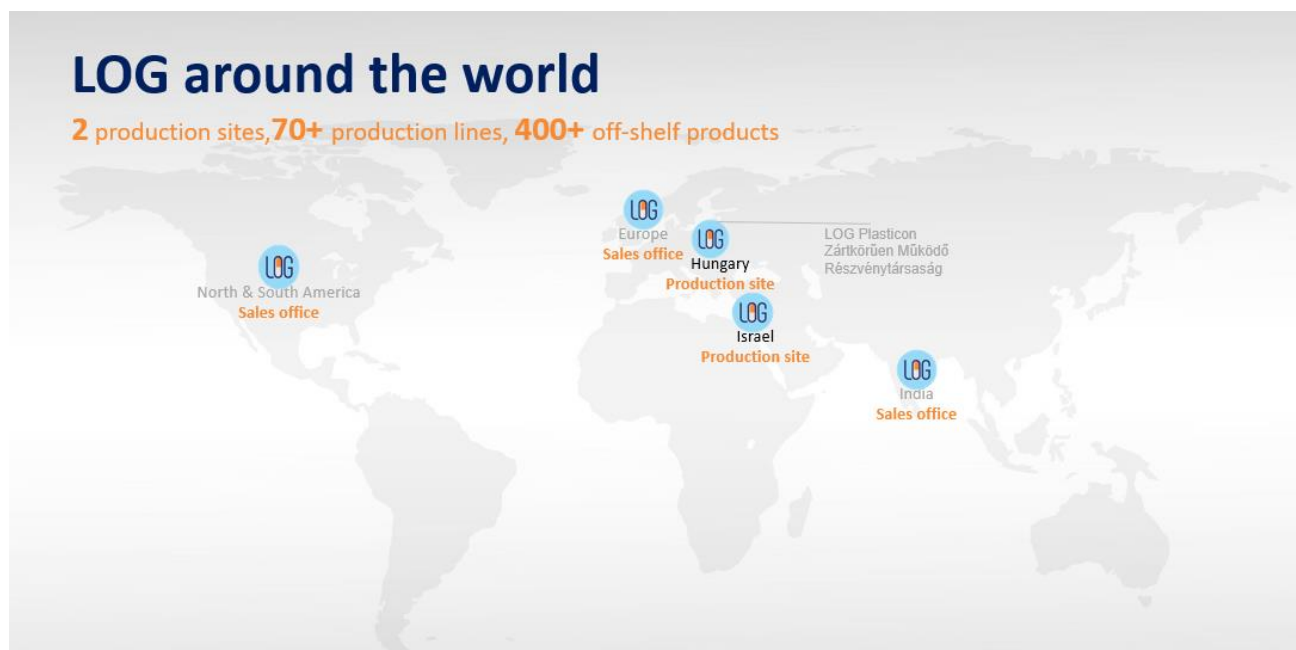 LOG around the world
2 production sites,70+ production lines, 400+ off-shelf products
LOG
Europe
Sales office
LOG
Hungary
Production site
LOG Plasticon
Zártkörűen Működő
Részvénytársaság
LOG
North & South America
Sales office
LOG
Israel
Production site
LOG
India
Sales office